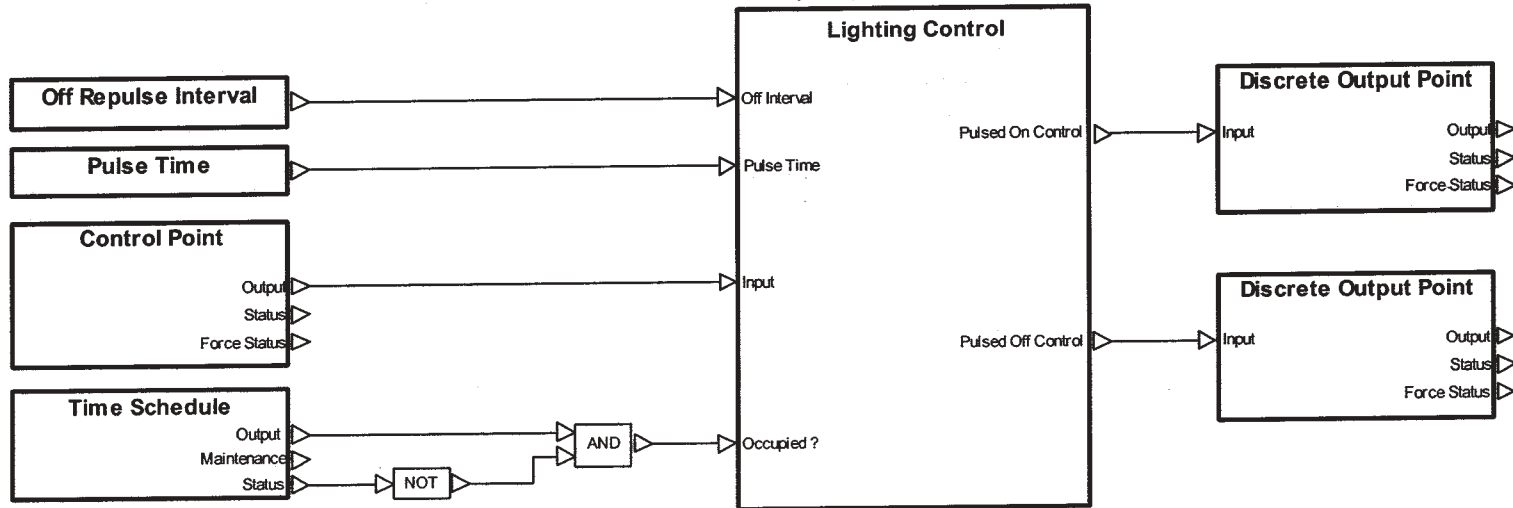 Lighting Control
Off Repulse Interval
Off Interval
Pulse Time
Pulse Time
Control Point
Output
Status
Force Status
Input
Time Schedule
Output
Maintenance
Status
NOT
AND
Occupied ?
Pulsed On Control
Pulsed Off Control
Discrete Output Point
Input
Output
Status
Force Status
Discrete Output Point
Input
Output
Status
Force Status